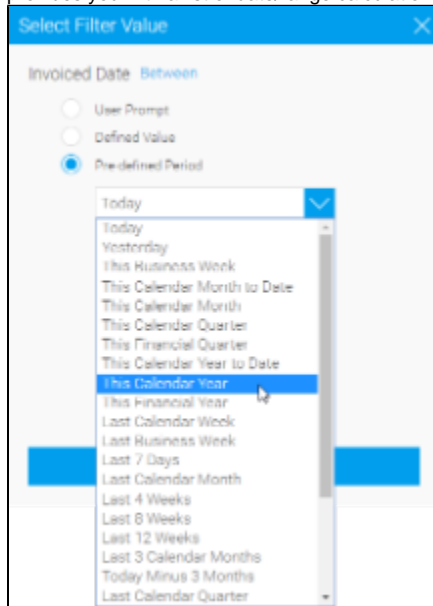 Select Filter Value
Invoiced Date Between
User Prompt
Defined Value
Pre-defined Period
Today
Today
Yesterday
This Business Week
This Calendar Month to Date
This Calendar Month
This Calendar Quarter
This Financial Quarter
This Calendar Year to Date
This Calendar Year
This Financial Year
Last Calendar Week
Last Business Week
Last 7 Days
Last Calendar Month
Last 4 Weeks
Last 8 Weeks
Last 12 Weeks
Last 3 Calendar Months
Today Minus 3 Months
Last Calendar Quarter